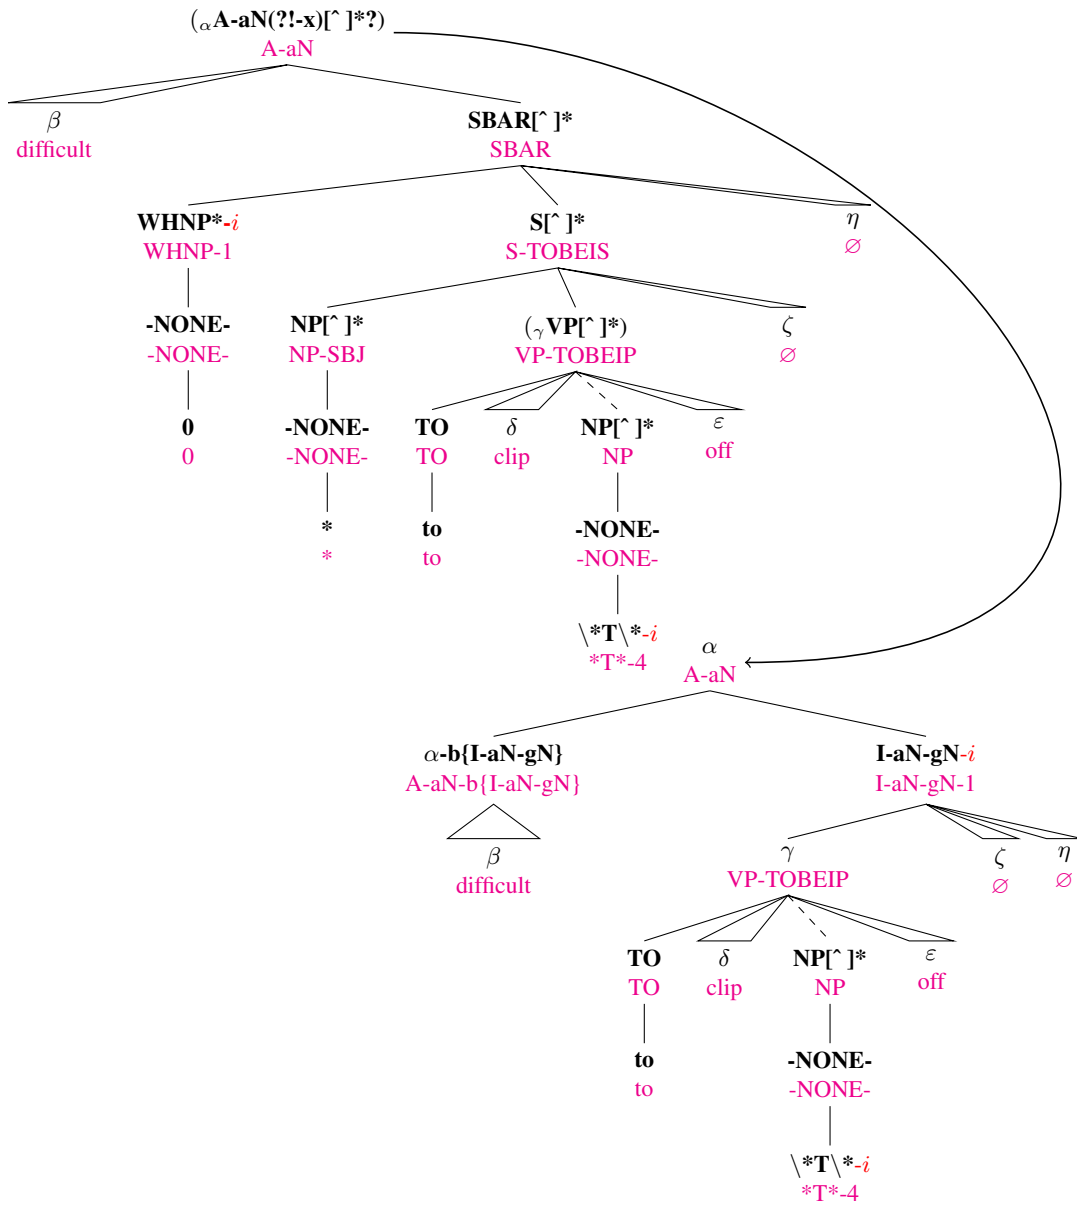 (αA-aN(?!-x)[ˆ ]*?)
A-aN
β SBAR[ˆ ]*
difficult SBAR
WHNP*-i S[ˆ ]* η
WHNP-1 S-TOBEIS ∅
-NONE- NP[ˆ ]* (γVP[ˆ ]*) ζ
-NONE- NP-SBJ VP-TOBEIP ∅
0 -NONE- TO δ NP[ˆ ]* ε
0 -NONE- TO clip NP off
* to -NONE-
* to -NONE-
\*T\*-i
*T*-4
α
A-aN
α-b{I-aN-gN} I-aN-gN-i
A-aN-b{I-aN-gN} I-aN-gN-1
β γ ζ η
difficult VP-TOBEIP ∅ ∅
TO δ NP[ˆ ]* ε
TO clip NP off
to -NONE-
to -NONE-
\*T\*-i
*T*-4